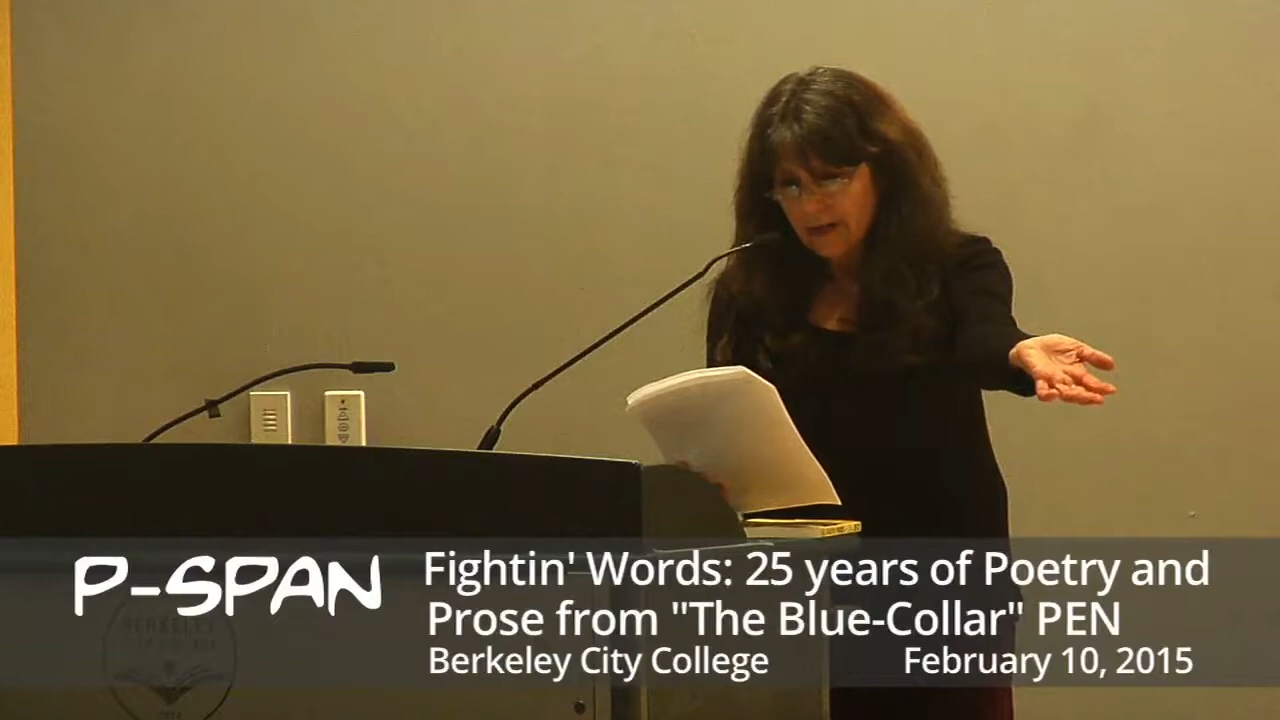 P-SPAN
Fightin' Words: 25 years of Poetry and
Prose from "The Blue-Collar" PEN
Berkeley City College
February 10, 2015
BERKELEY